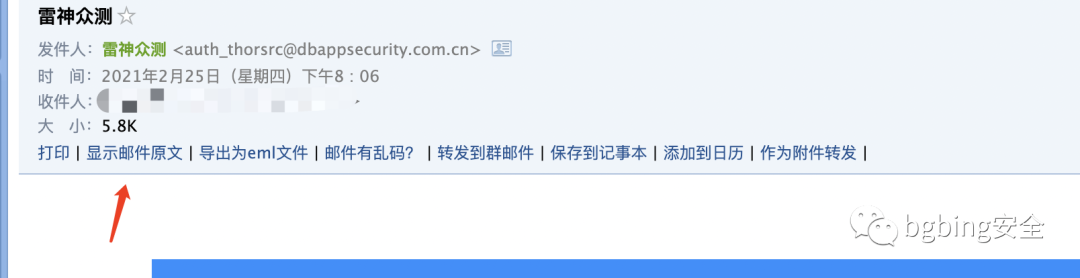 雷神众测
发件人：雷神众测 <auth_thorsrc@dbappsecurity.com.cn>
时 间：2021年2月25日（星期四）下午8：06
收件人：
大 小：5.8K
打印 | 显示邮件原文 | 导出为eml文件 | 邮件有乱码？ | 转发到群邮件 | 保存到记事本 | 添加到日历 | 作为附件转发 |
bgbing安全